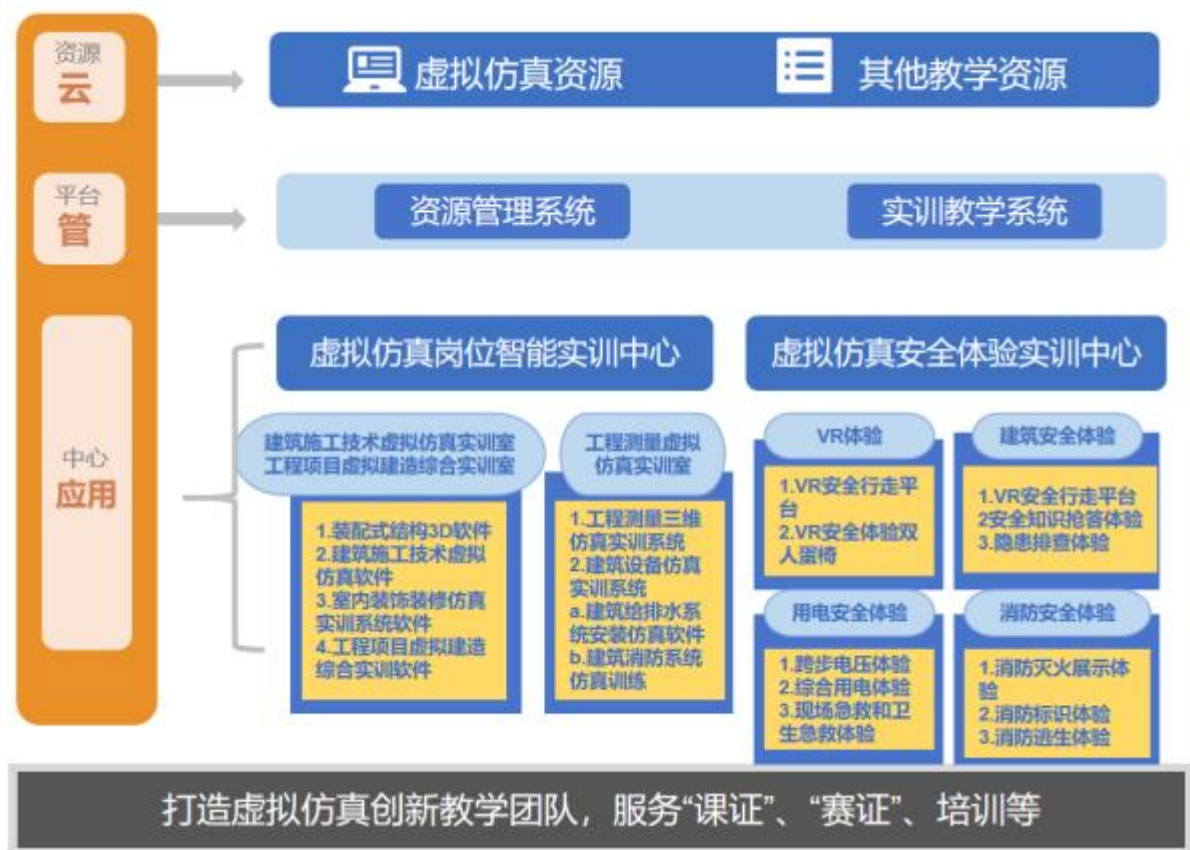 资源
云
虚拟仿真资源
其他教学资源
平台
管
资源管理系统
实训教学系统
中心
应用
虚拟仿真岗位智能实训中心
建筑施工技术虚拟仿真实训室
工程项目虚拟建造综合实训室
1.装配式结构3D软件
2.建筑施工技术虚拟
仿真软件
3.室内装饰装修仿真
实训系统软件
4.工程项目虚拟建造
综合实训软件
工程测量虚拟
仿真实训室
1.工程测量三维
仿真实训系统
2.建筑设备仿真
实训系统
a.建筑给排水系
统安装仿真软件
b.建筑消防系统
仿真训练
虚拟仿真安全体验实训中心
VR体验
1.VR安全行走平
台
2.VR安全体验双
人蛋椅
建筑安全体验
1.VR安全行走平台
2安全知识抢答体验
3.隐患排查体验
用电安全体验
1.跨步电压体验
2.综合用电体验
3.现场急救和卫
生急救体验
消防安全体验
1.消防灭火展示体
验
2.消防标识体验
3.消防逃生体验
打造虚拟仿真创新教学团队，服务“课证”、“赛证”、培训等